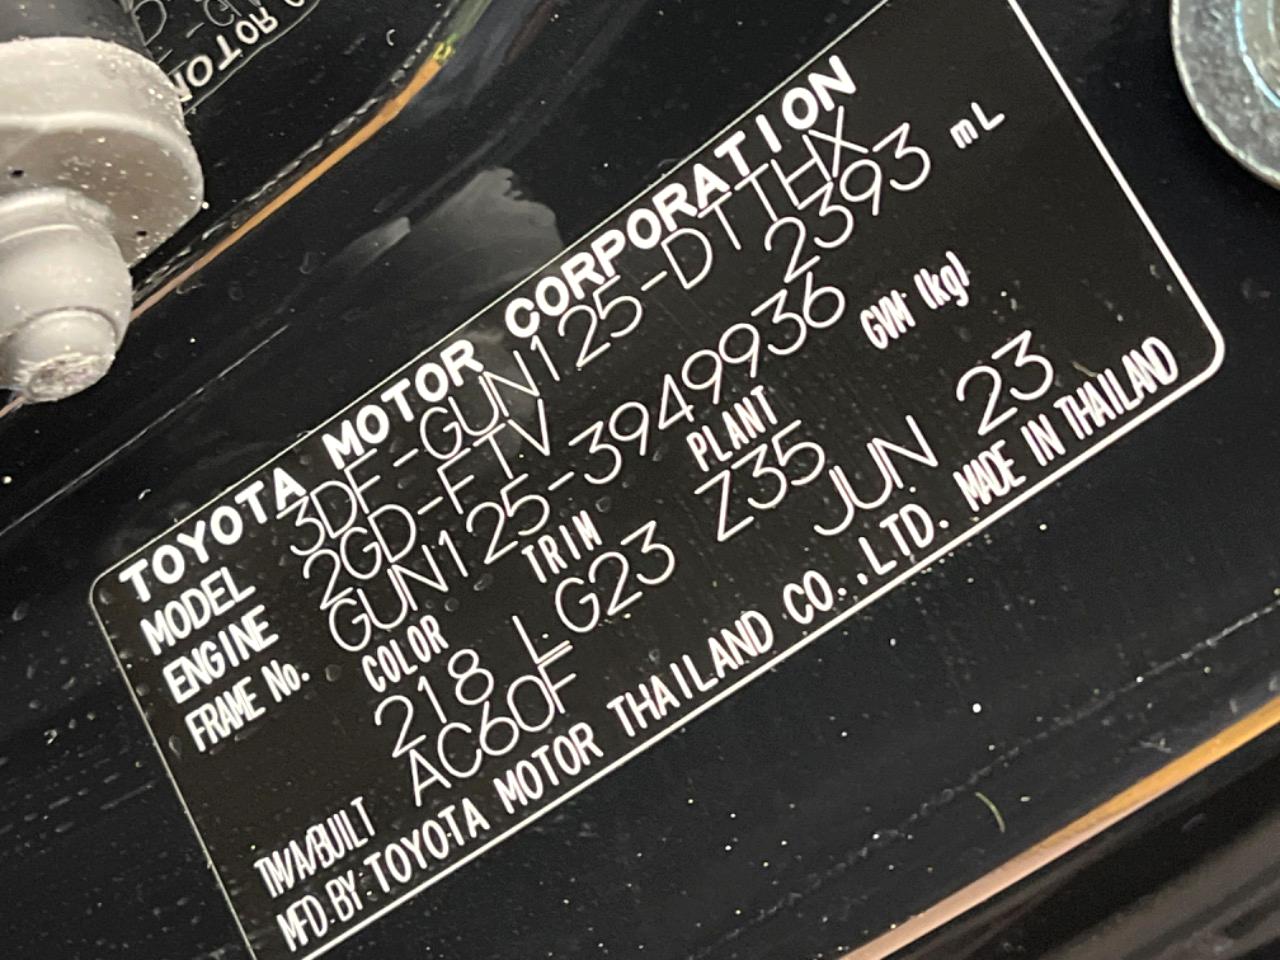 TOYOTA MOTOR CORPORATION
MODEL 3DF-GUN125-DTTHX
ENGINE 2GD-FTV 2393 mL
FRAME No. GUN125-3949936
COLOR TRIM PLANT GVM (kg)
218 LG23 Z35
TM/A/BUILT AC60F JUN 23
MFD.BY:TOYOTA MOTOR THAILAND CO.,LTD. MADE IN THAILAND
MOTOR